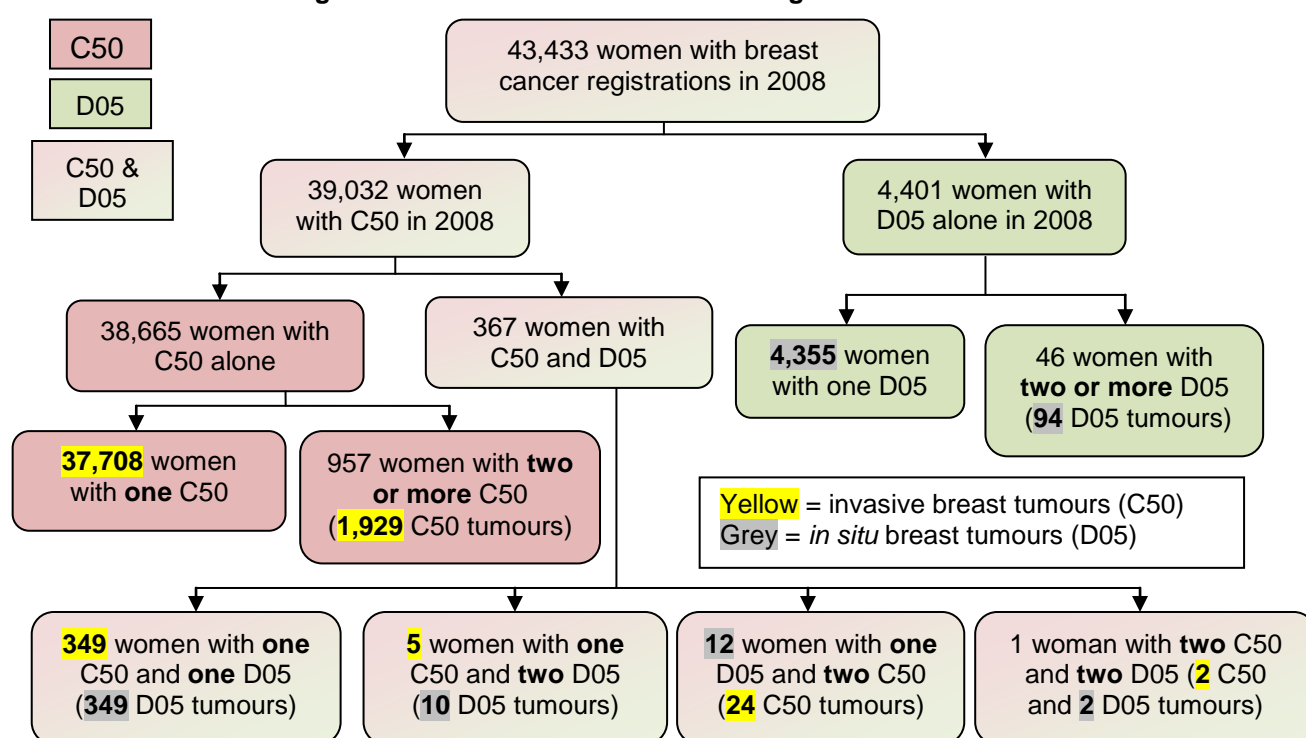 C50
D05
C50 &
D05
43,433 women with breast
cancer registrations in 2008
39,032 women
with C50 in 2008
4,401 women with
D05 alone in 2008
38,665 women with
C50 alone
367 women with
C50 and D05
4,355 women
with one D05
46 women with
two or more D05
(94 D05 tumours)
37,708 women
with one C50
957 women with two
or more C50
(1,929 C50 tumours)
Yellow = invasive breast tumours (C50)
Grey = in situ breast tumours (D05)
349 women with one
C50 and one D05
(349 D05 tumours)
5 women with one
C50 and two D05
(10 D05 tumours)
12 women with one
D05 and two C50
(24 C50 tumours)
1 woman with two C50
and two D05 (2 C50
and 2 D05 tumours)